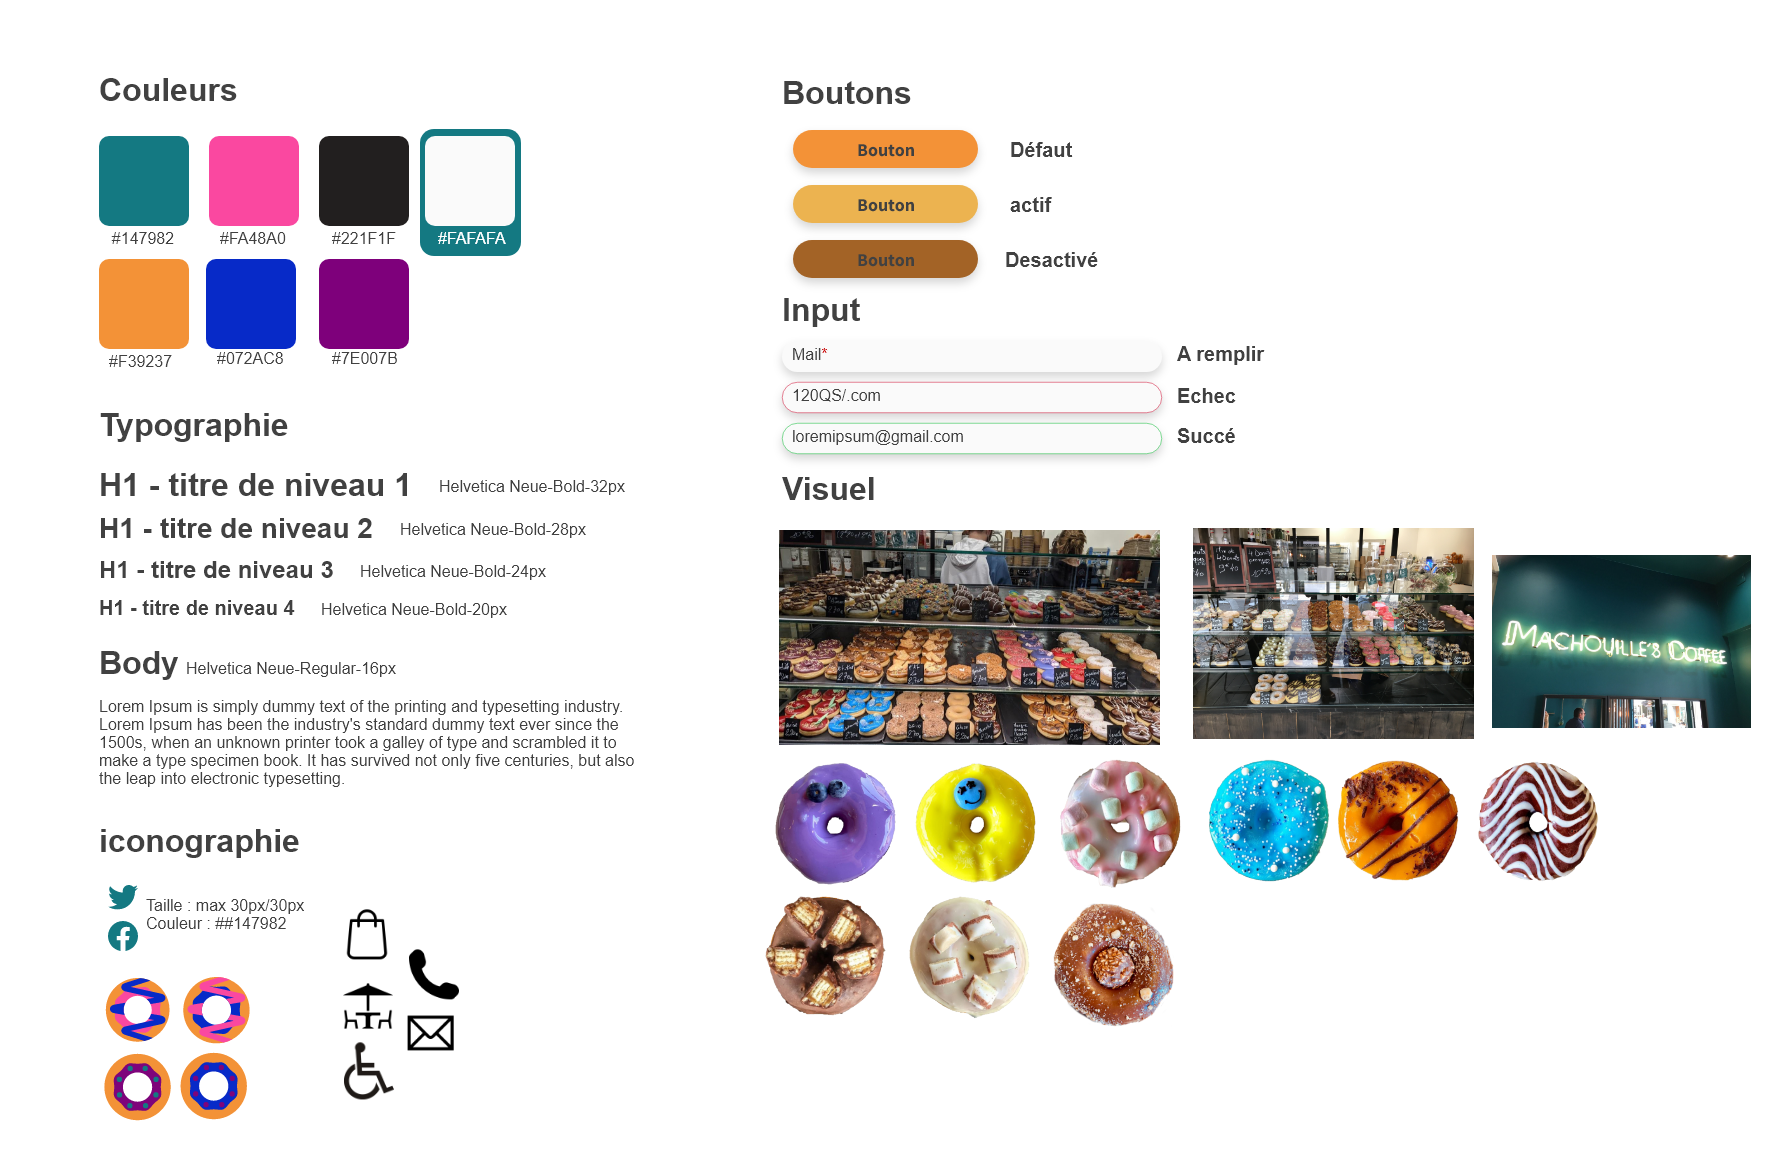 Couleurs
#147982
#FA48A0
#221F1F
#FAFAFA
#F39237
#072AC8
#7E007B
Typographie
H1 - titre de niveau 1 Helvetica Neue-Bold-32px
H1 - titre de niveau 2 Helvetica Neue-Bold-28px
H1 - titre de niveau 3 Helvetica Neue-Bold-24px
H1 - titre de niveau 4 Helvetica Neue-Bold-20px
Body Helvetica Neue-Regular-16px
Lorem Ipsum is simply dummy text of the printing and typesetting industry.
Lorem Ipsum has been the industry's standard dummy text ever since the
1500s, when an unknown printer took a galley of type and scrambled it to
make a type specimen book. It has survived not only five centuries, but also
the leap into electronic typesetting.
iconographie
Taille : max 30px/30px
Couleur : ##147982
Boutons
Bouton Défaut
Bouton actif
Bouton Desactivé
Input
Mail* A remplir
120QS/.com Echec
loremipsum@gmail.com Succé
Visuel
MACHOUILLE'S COFFEE